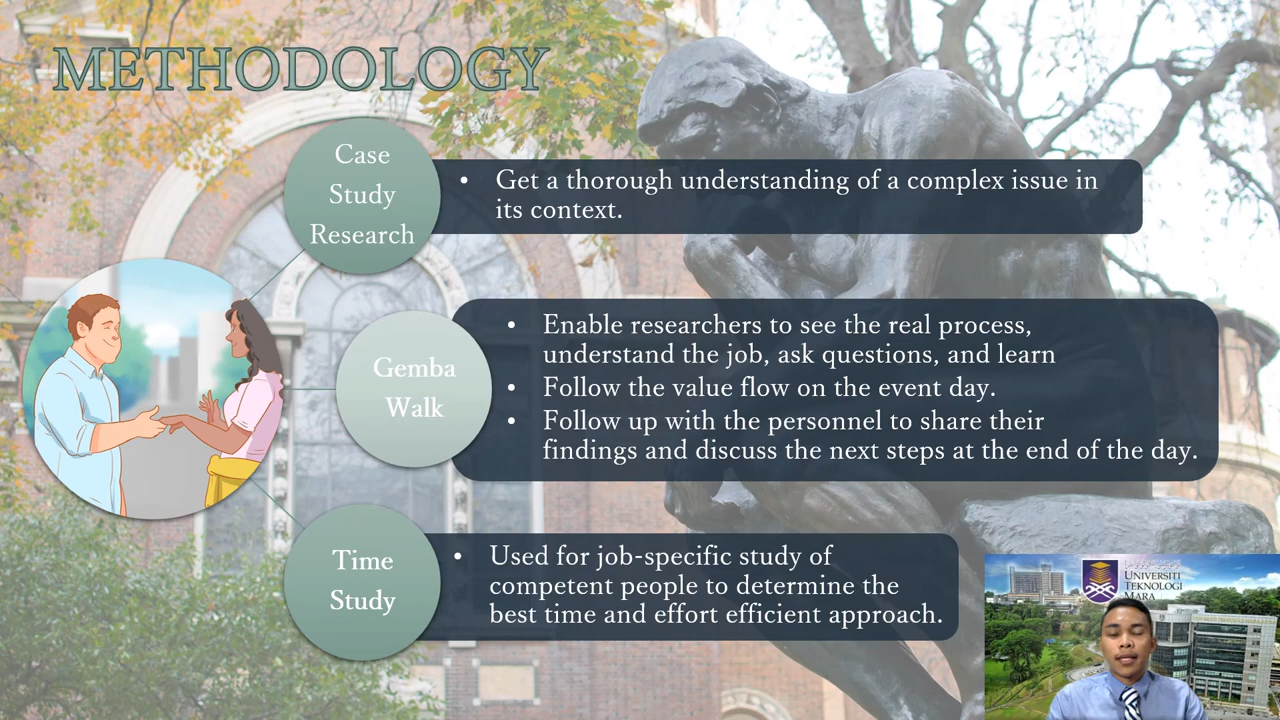 METHODOLOGY
Case
Study
Research
• Get a thorough understanding of a complex issue in
its context.
Gemba
Walk
• Enable researchers to see the real process,
understand the job, ask questions, and learn
• Follow the value flow on the event day.
• Follow up with the personnel to share their
findings and discuss the next steps at the end of the day.
Time
Study
• Used for job-specific study of
competent people to determine the
best time and effort efficient approach.
UNIVERSITI
TEKNOLOGI
MARA